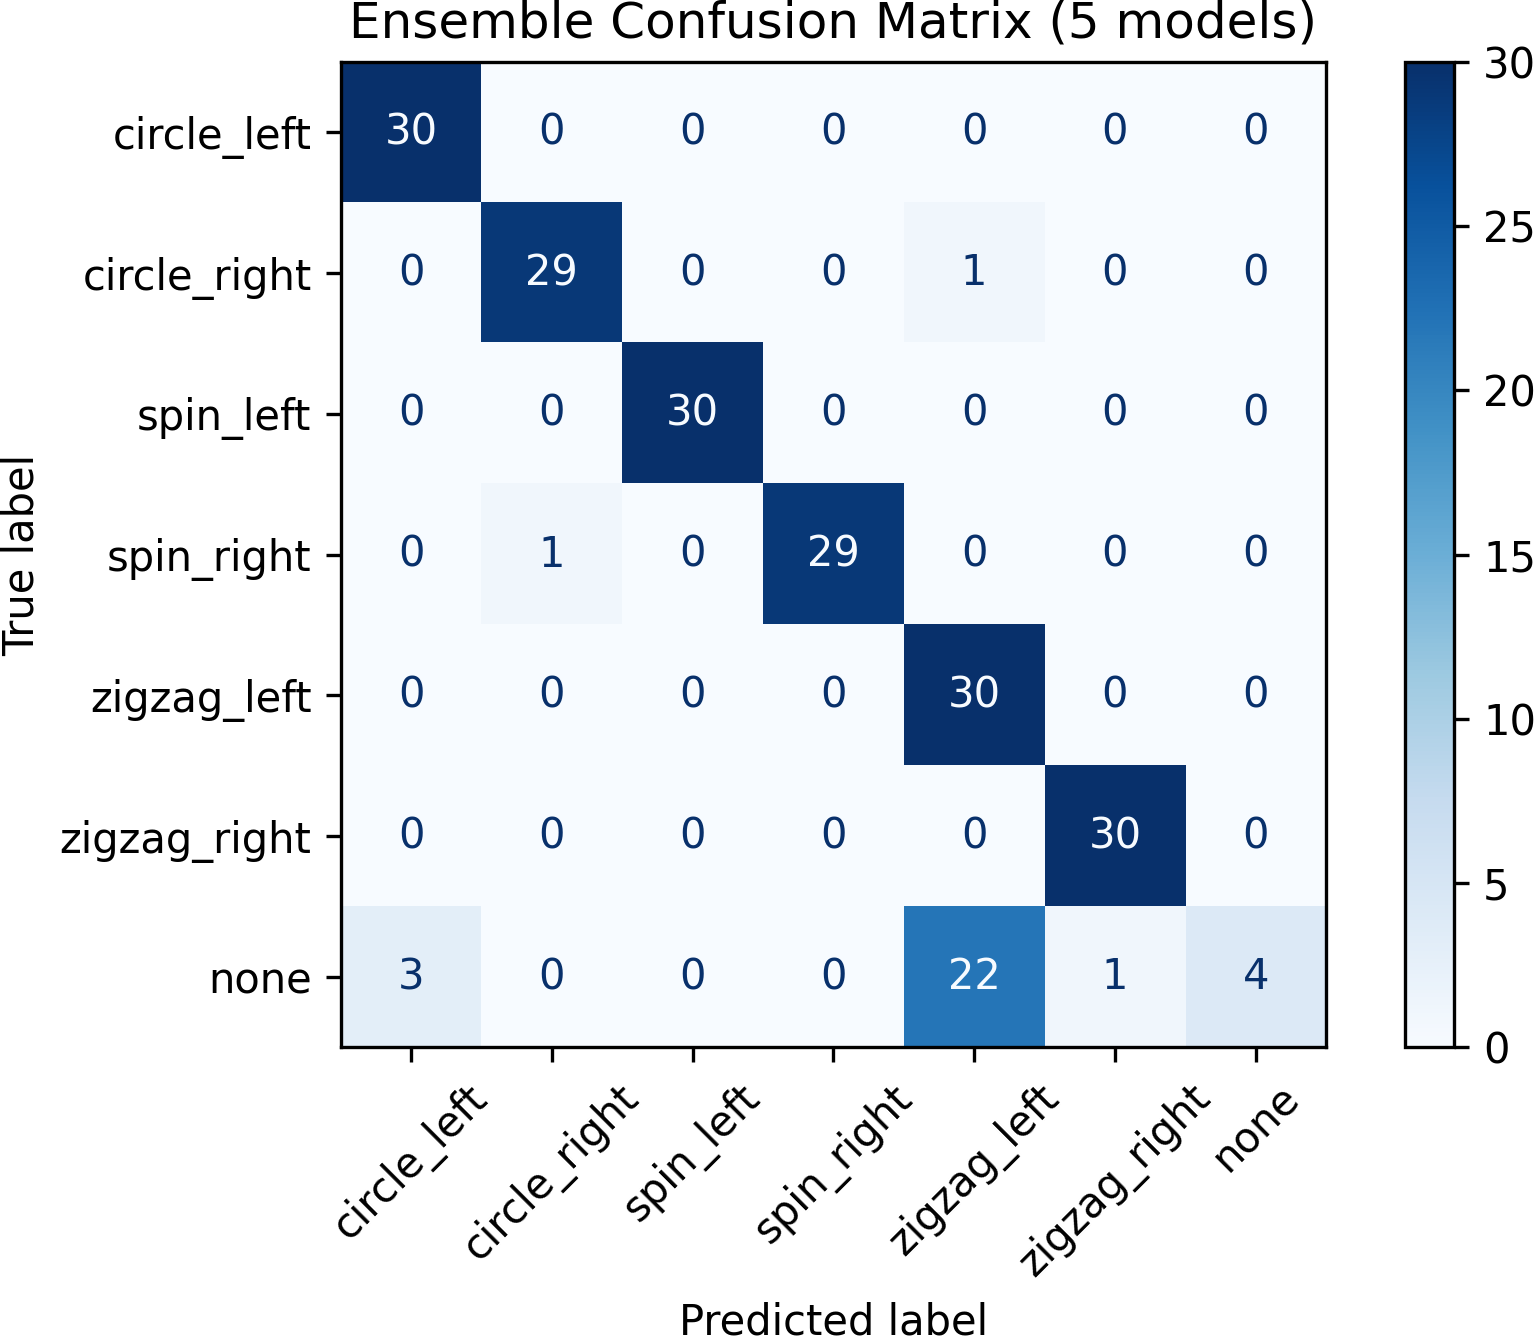 Ensemble Confusion Matrix (5 models)
circle_left 30 0 0 0 0 0 0
circle_right 0 29 0 0 1 0 0
spin_left 0 0 30 0 0 0 0
spin_right 0 1 0 29 0 0 0
zigzag_left 0 0 0 0 30 0 0
zigzag_right 0 0 0 0 0 30 0
none 3 0 0 0 22 1 4
circle_left circle_right spin_left spin_right zigzag_left zigzag_right none
Predicted label
True label
30
25
20
15
10
5
0